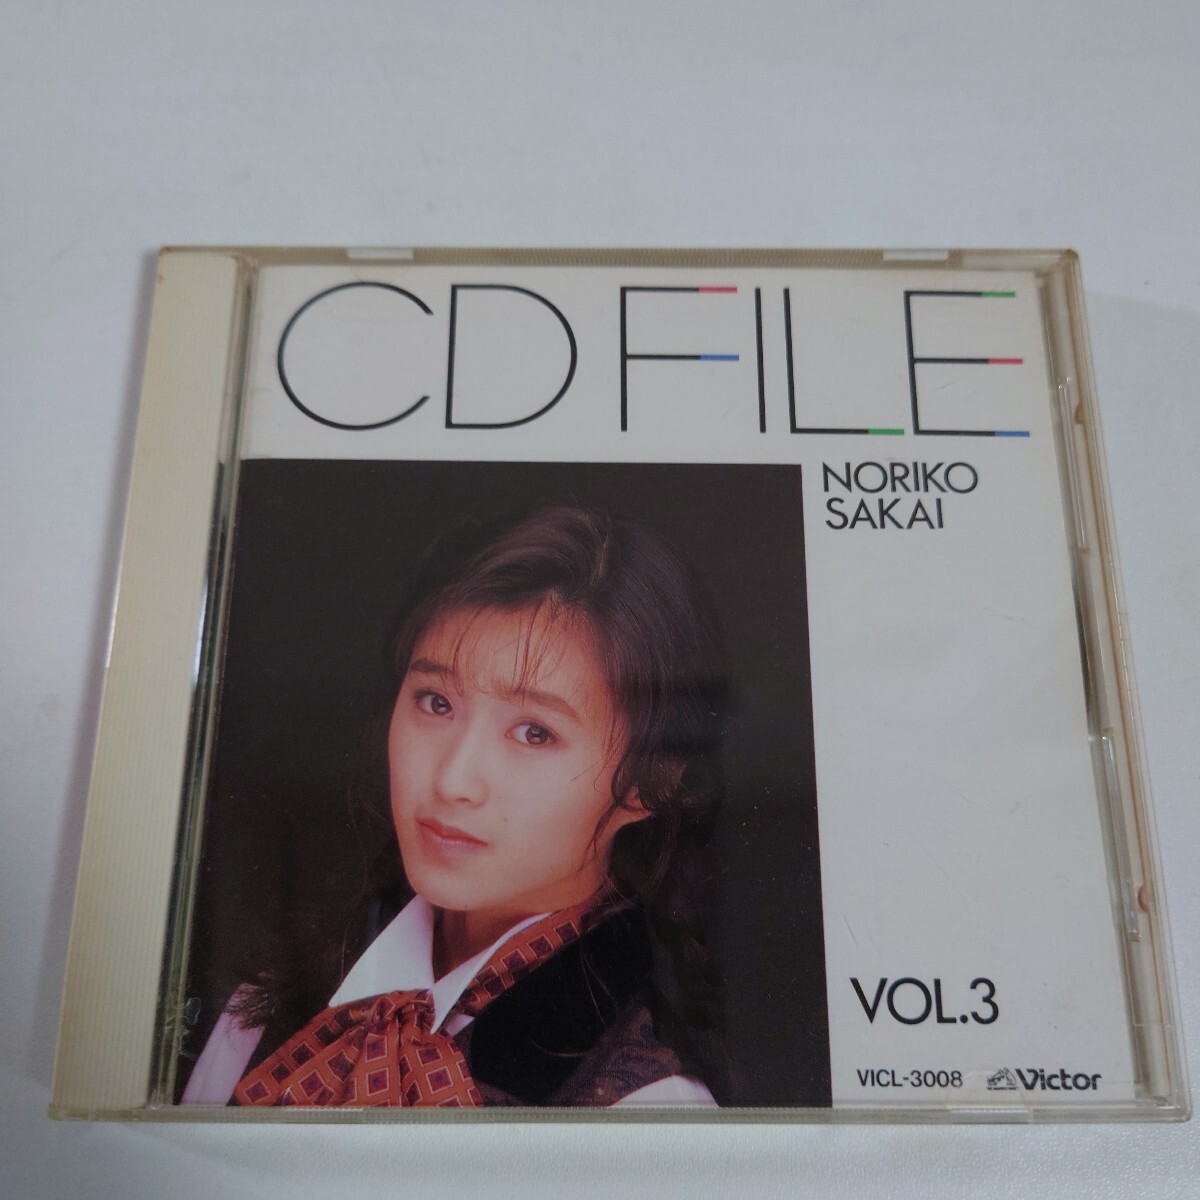 CD FILE
NORIKO
SAKAI
VOL.3
VICL-3008 Victor